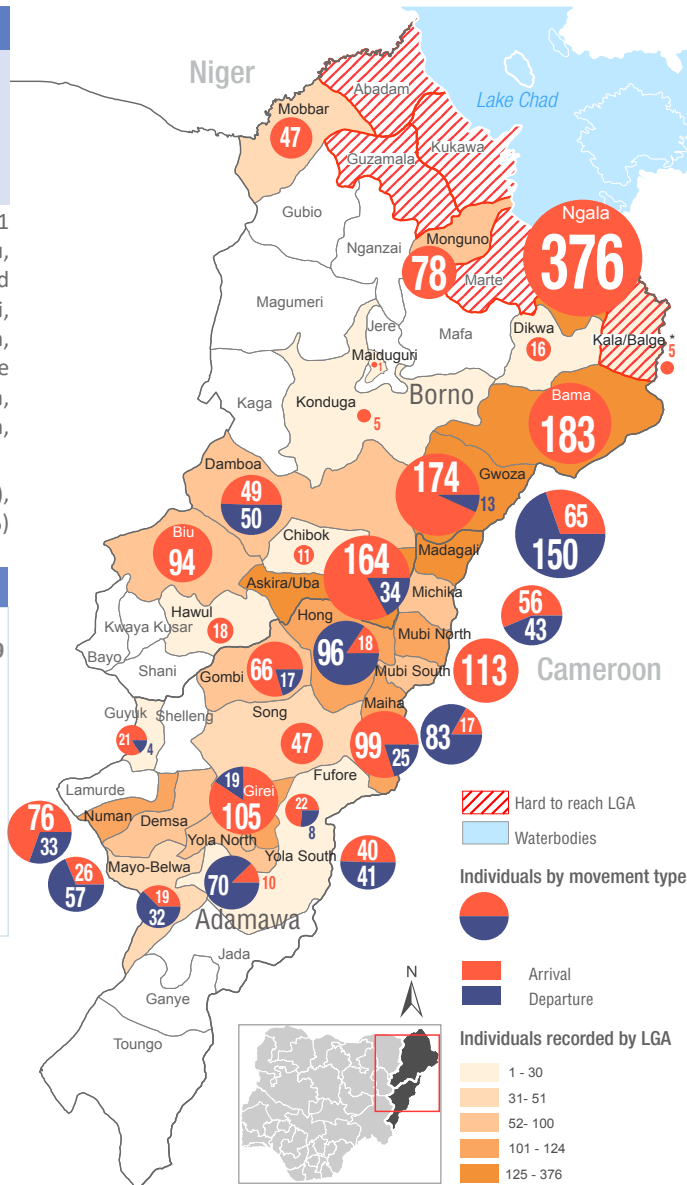 Niger
Abadam
Lake Chad
Mobbar
47
Kukawa
Guzamala
1
Gubio
Ngala
376
Nganzai
Monguno
78
Marte
Magumeri
Jere
Mafa
Dikwa
16
Kala/Balge *
5
Maiduguri
1
Borno
Kaga
Konduga
5
Bama
183
Damboa
49
50
174
13
Gwoza
65
150
Biu
94
Chibok
11
164
34
Madagali
Askira/Uba
Michika
56
43
Hawul
18
Hong
96
18
Mubi North
Kwaya Kusar
Bayo
Shani
Gombi
66
17
Mubi South
113
Cameroon
Guyuk
21
4
Shelleng
Song
47
Maiha
99
25
83
17
Lamurde
19
Girei
105
Fufore
22
8
Numan
Demsa
Yola North
76
33
Mayo-Belwa
Yola South
40
41
26
57
19
32
70
10
Adamawa
Jada
Ganye
Toungo
N
Hard to reach LGA
Waterbodies
Individuals by movement type
Arrival
Departure
Individuals recorded by LGA
1 - 30
31- 51
52- 100
101 - 124
125 - 376